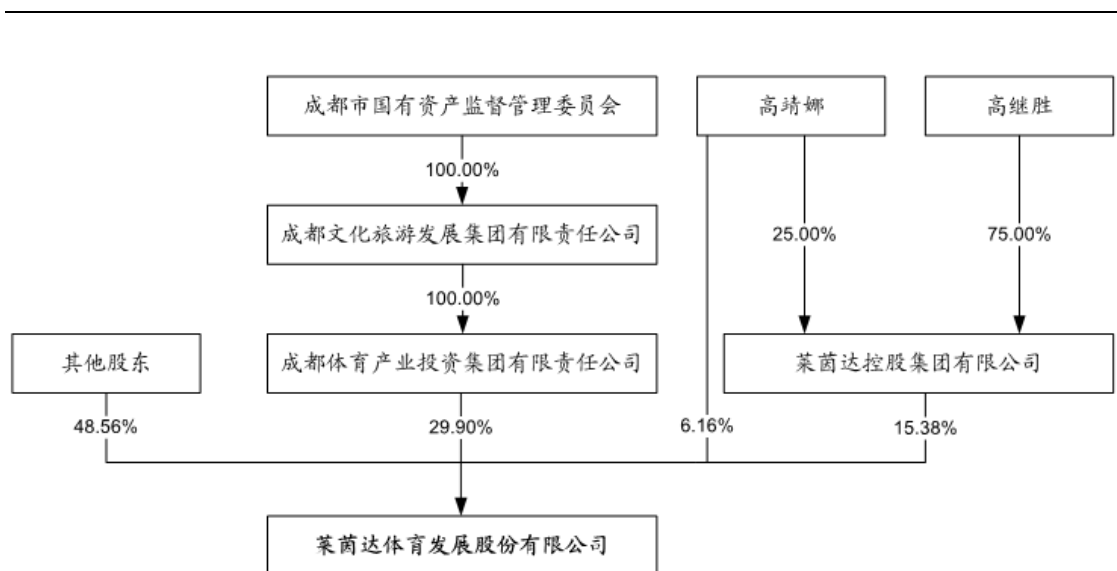 成都市国有资产监督管理委员会
高靖娜
高继胜
100.00%
成都文化旅游发展集团有限责任公司
25.00%
75.00%
100.00%
其他股东
成都体育产业投资集团有限责任公司
莱茵达控股集团有限公司
48.56%
29.90%
6.16%
15.38%
莱茵达体育发展股份有限公司